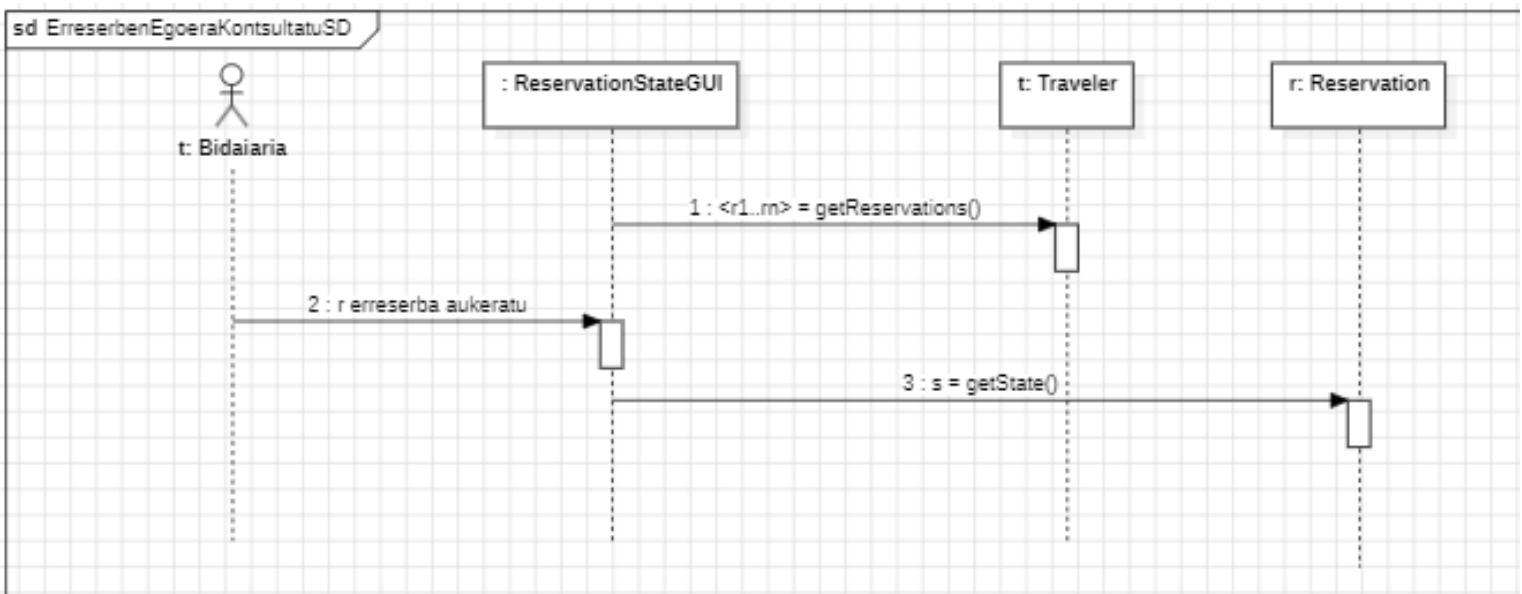 sd ErreserbenEgoeraKontsultatuSD
: ReservationStateGUI
t: Traveler
r: Reservation
t: Bidaiaria
1 : <r1..rn> = getReservations()
2 : r erreserba aukeratu
3 : s = getState()